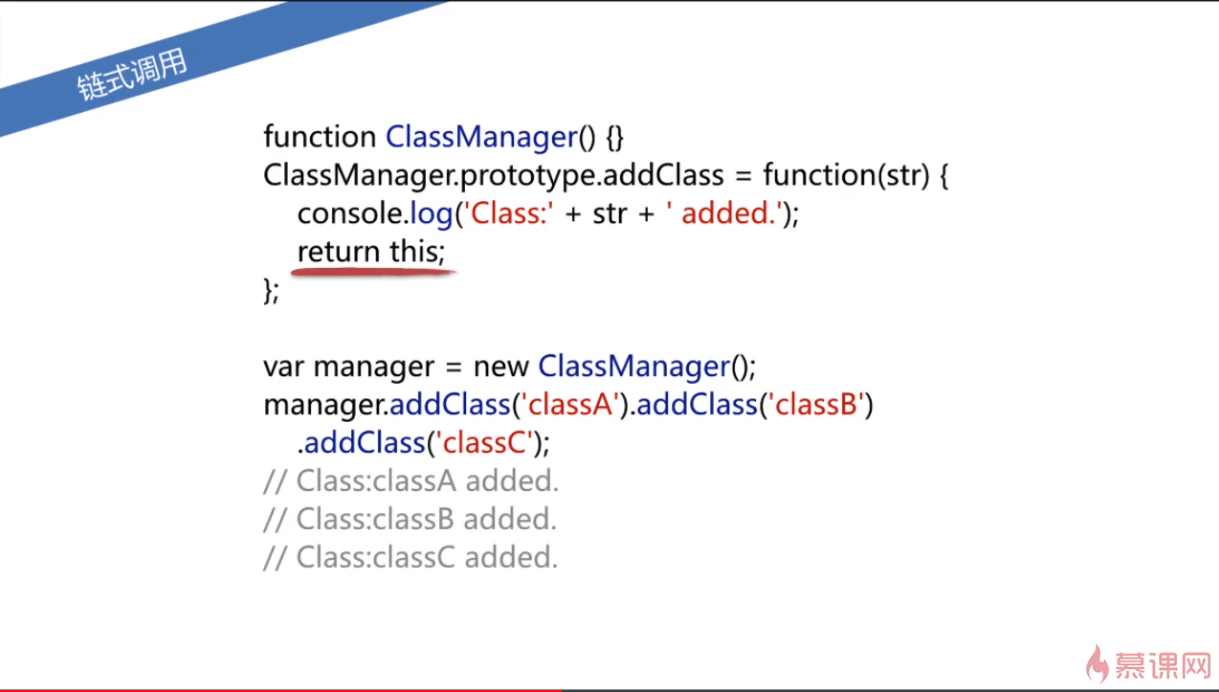 链式调用
function ClassManager() {}
ClassManager.prototype.addClass = function(str) {
    console.log('Class:' + str + ' added.');
    return this;
};
var manager = new ClassManager();
manager.addClass('classA').addClass('classB')
    .addClass('classC');
// Class:classA added.
// Class:classB added.
// Class:classC added.
慕课网